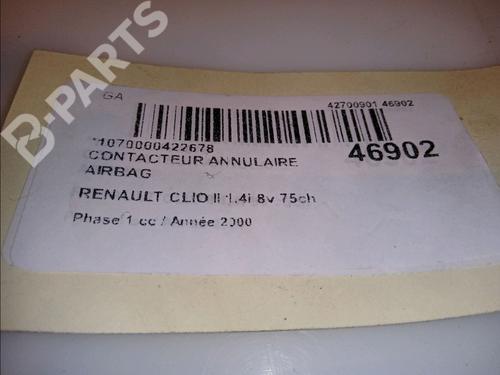 B-PARTS
GA
42700901 46902
*1070000422678
46902
CONTACTEUR ANNULAIRE
AIRBAG
RENAULT CLIO II 1.4i 8v 75ch
Phase 1 cc / Année 2000